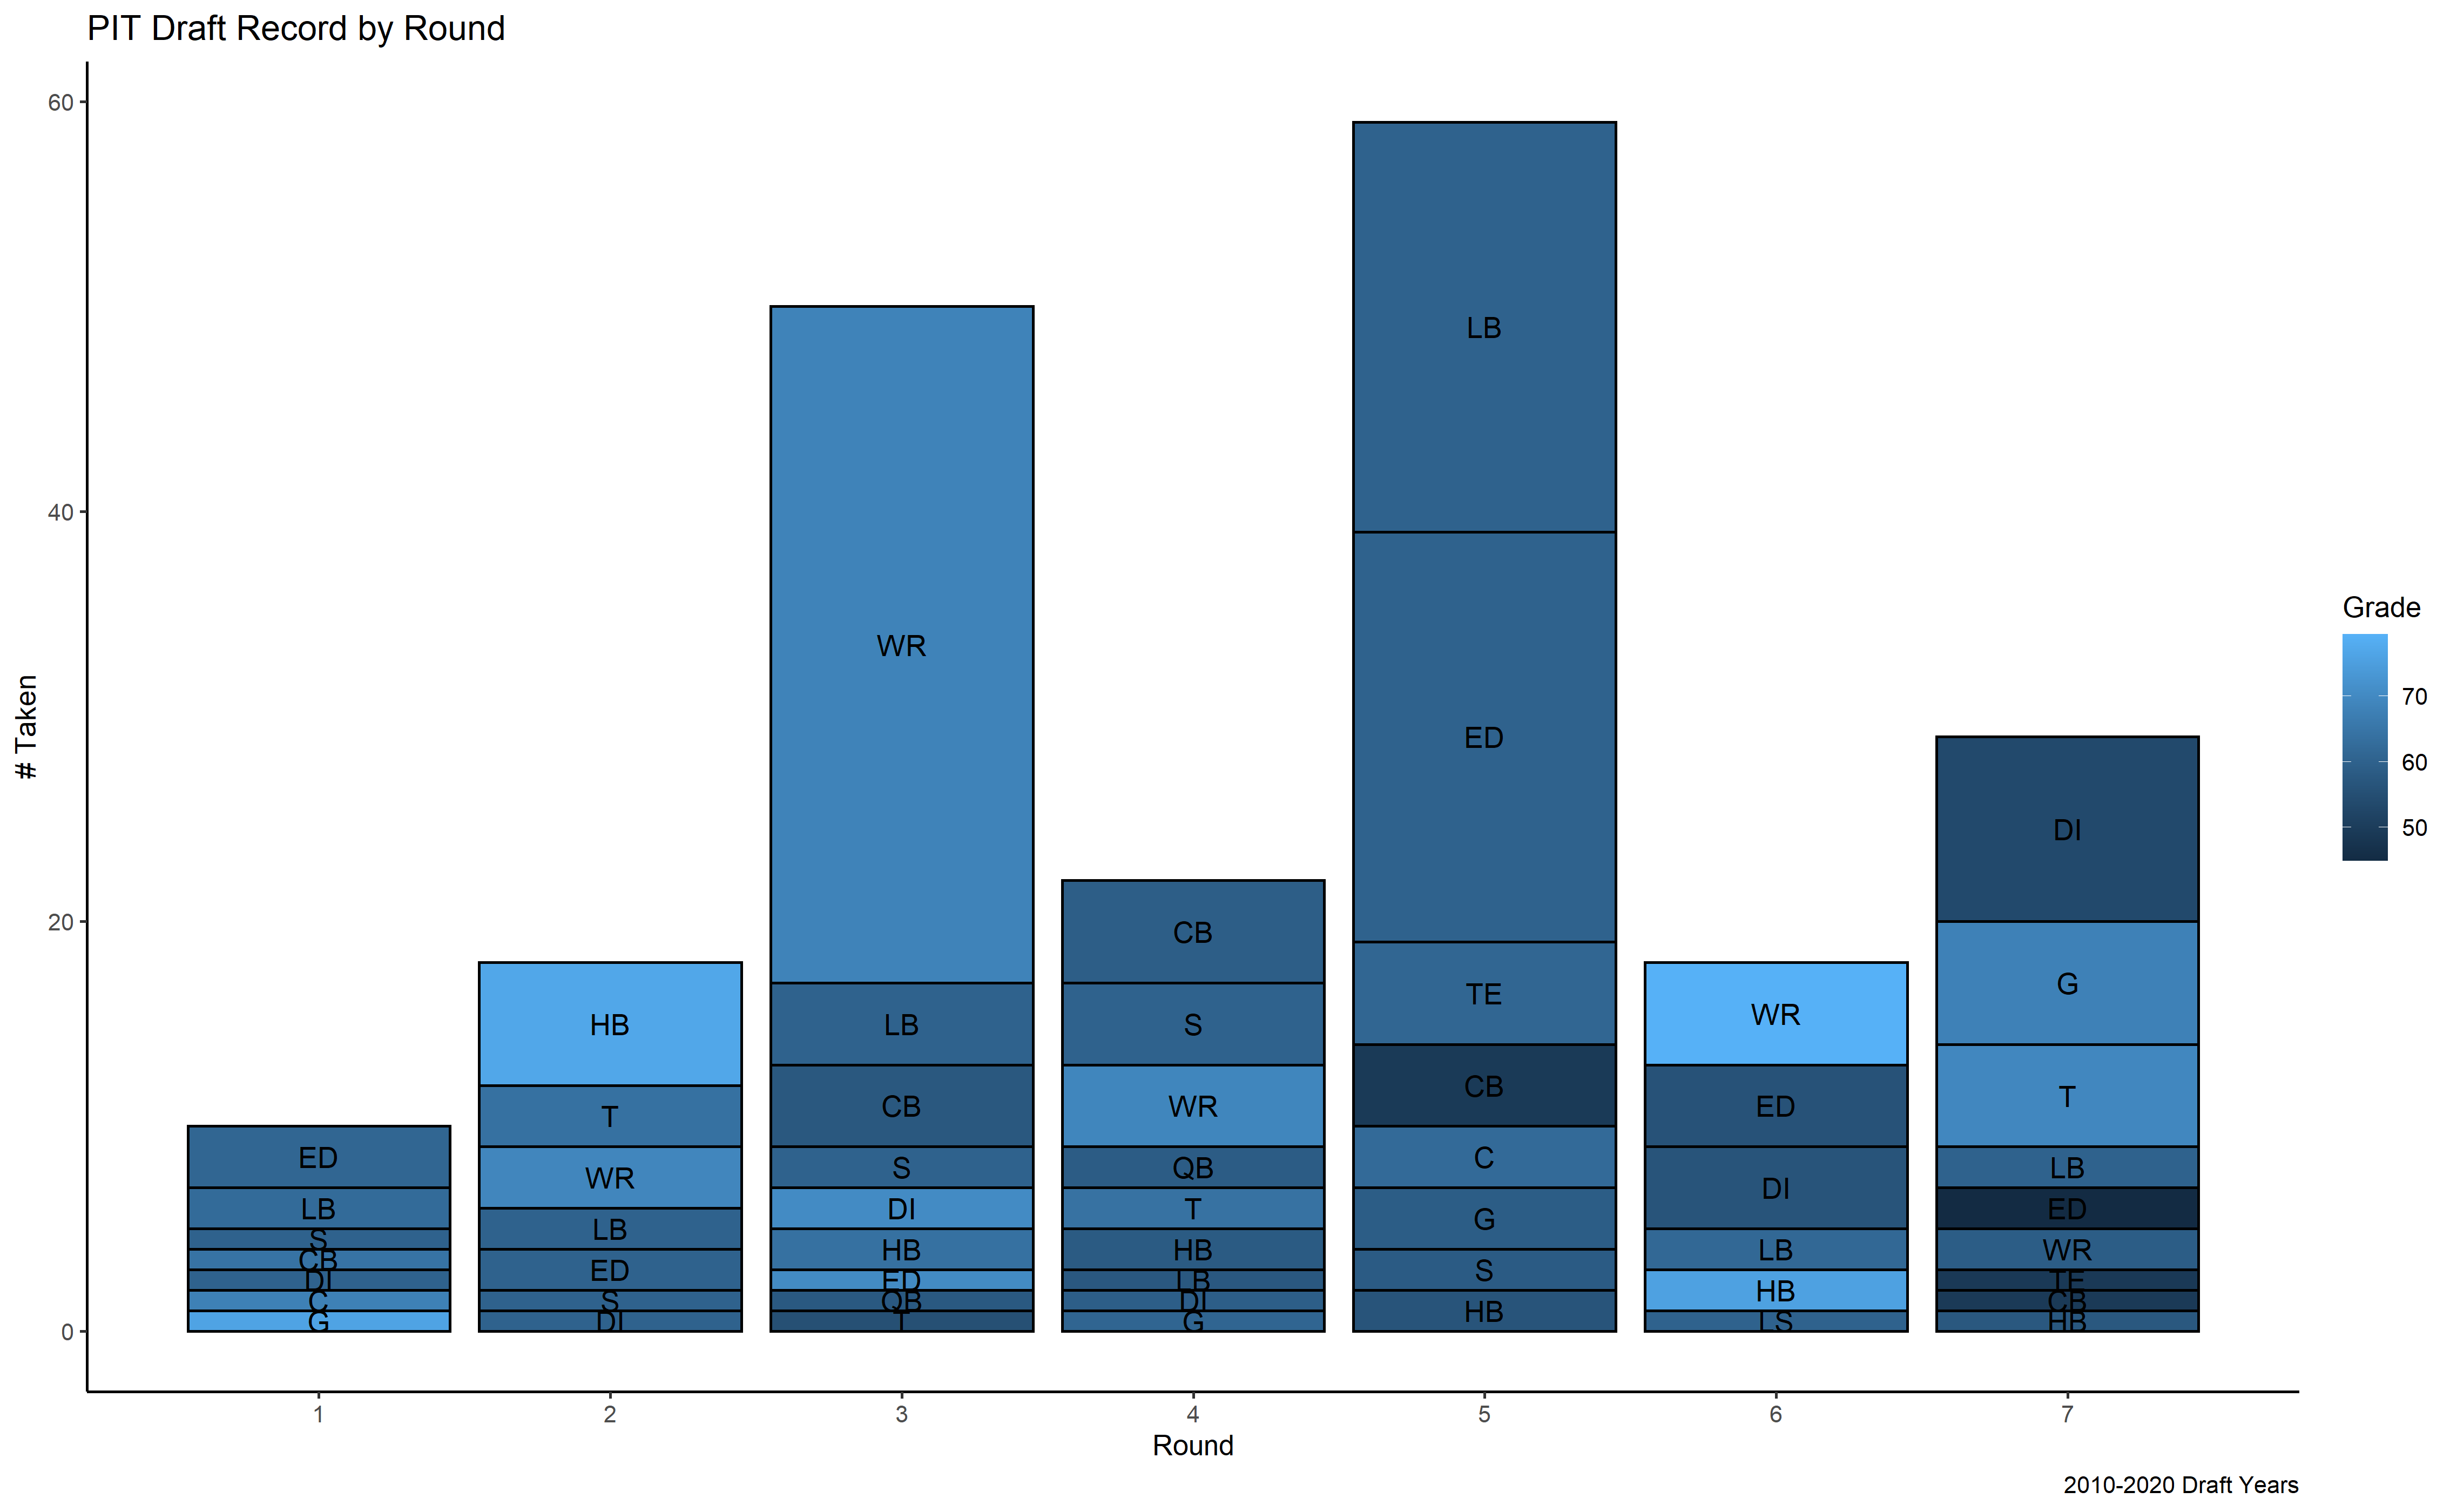 PIT Draft Record by Round
# Taken
60
40
20
0
ED
LB
S
CB
DI
C
G
HB
T
WR
LB
ED
S
DI
WR
LB
CB
S
DI
HB
ED
QB
T
CB
S
WR
QB
T
HB
LB
DI
G
LB
ED
TE
CB
C
G
S
HB
WR
ED
DI
LB
HB
LS
DI
G
T
LB
ED
WR
TE
CB
HB
1 2 3 4 5 6 7
Round
Grade
70
60
50
2010-2020 Draft Years